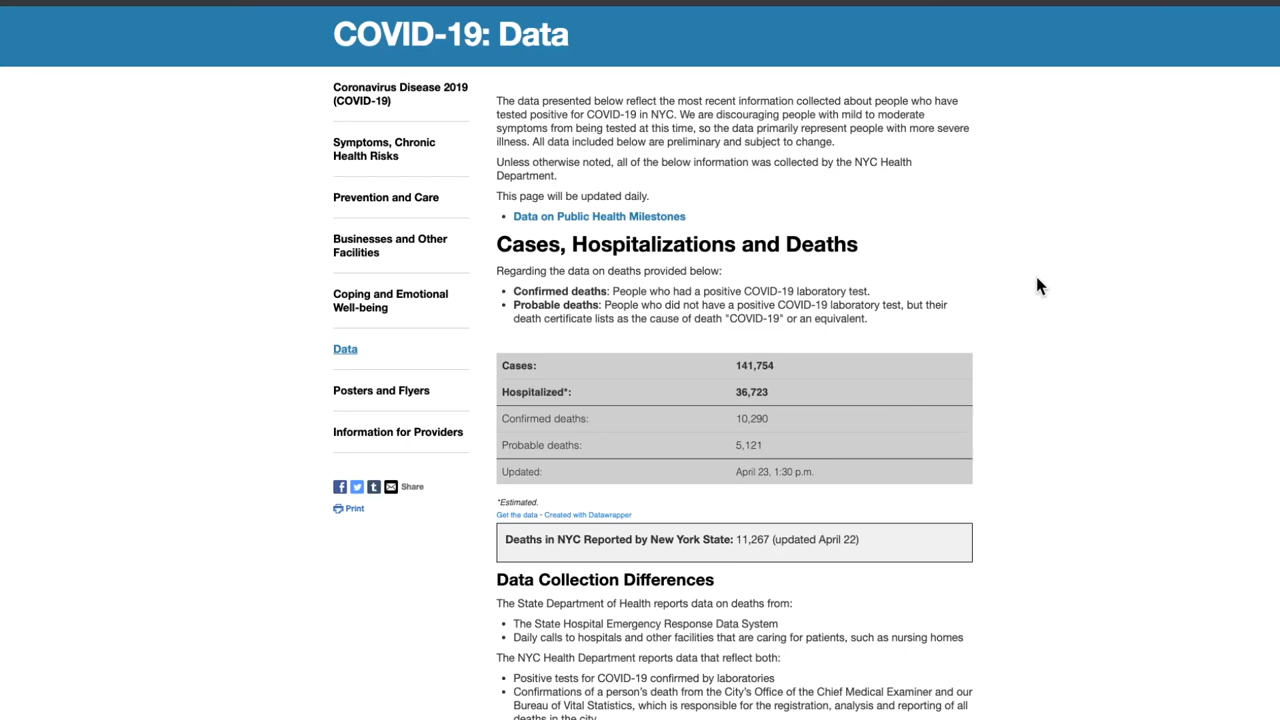 COVID-19: Data
Coronavirus Disease 2019
(COVID-19)
Symptoms, Chronic
Health Risks
Prevention and Care
Businesses and Other
Facilities
Coping and Emotional
Well-being
Data
Posters and Flyers
Information for Providers
Share
Print
The data presented below reflect the most recent information collected about people who have
tested positive for COVID-19 in NYC. We are discouraging people with mild to moderate
symptoms from being tested at this time, so the data primarily represent people with more severe
illness. All data included below are preliminary and subject to change.
Unless otherwise noted, all of the below information was collected by the NYC Health
Department.
This page will be updated daily.
• Data on Public Health Milestones
Cases, Hospitalizations and Deaths
Regarding the data on deaths provided below:
• Confirmed deaths: People who had a positive COVID-19 laboratory test.
• Probable deaths: People who did not have a positive COVID-19 laboratory test, but their
death certificate lists as the cause of death "COVID-19" or an equivalent.
Cases: 141,754
Hospitalized*: 36,723
Confirmed deaths: 10,290
Probable deaths: 5,121
Updated: April 23, 1:30 p.m.
*Estimated.
Get the data - Created with Datawrapper
Deaths in NYC Reported by New York State: 11,267 (updated April 22)
Data Collection Differences
The State Department of Health reports data on deaths from:
• The State Hospital Emergency Response Data System
• Daily calls to hospitals and other facilities that are caring for patients, such as nursing homes
The NYC Health Department reports data that reflect both:
• Positive tests for COVID-19 confirmed by laboratories
• Confirmations of a person's death from the City's Office of the Chief Medical Examiner and our
Bureau of Vital Statistics, which is responsible for the registration, analysis and reporting of all
deaths in the city.